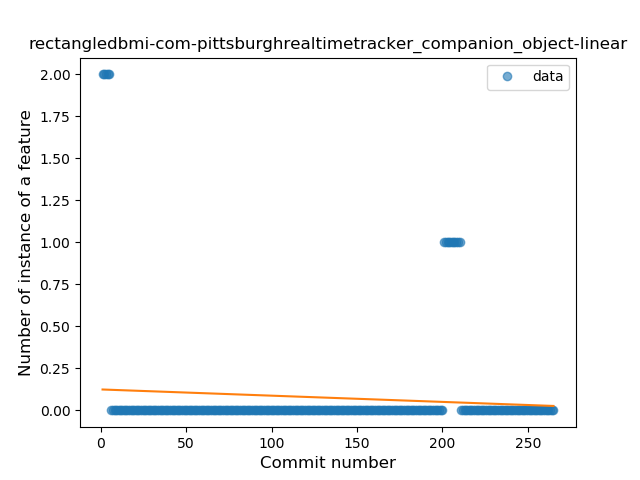 rectangledbmi-com-pittsburghrealtimetracker_companion_object-linear
data
Number of instance of a feature
2.00
1.75
1.50
1.25
1.00
0.75
0.50
0.25
0.00
0 50 100 150 200 250
Commit number